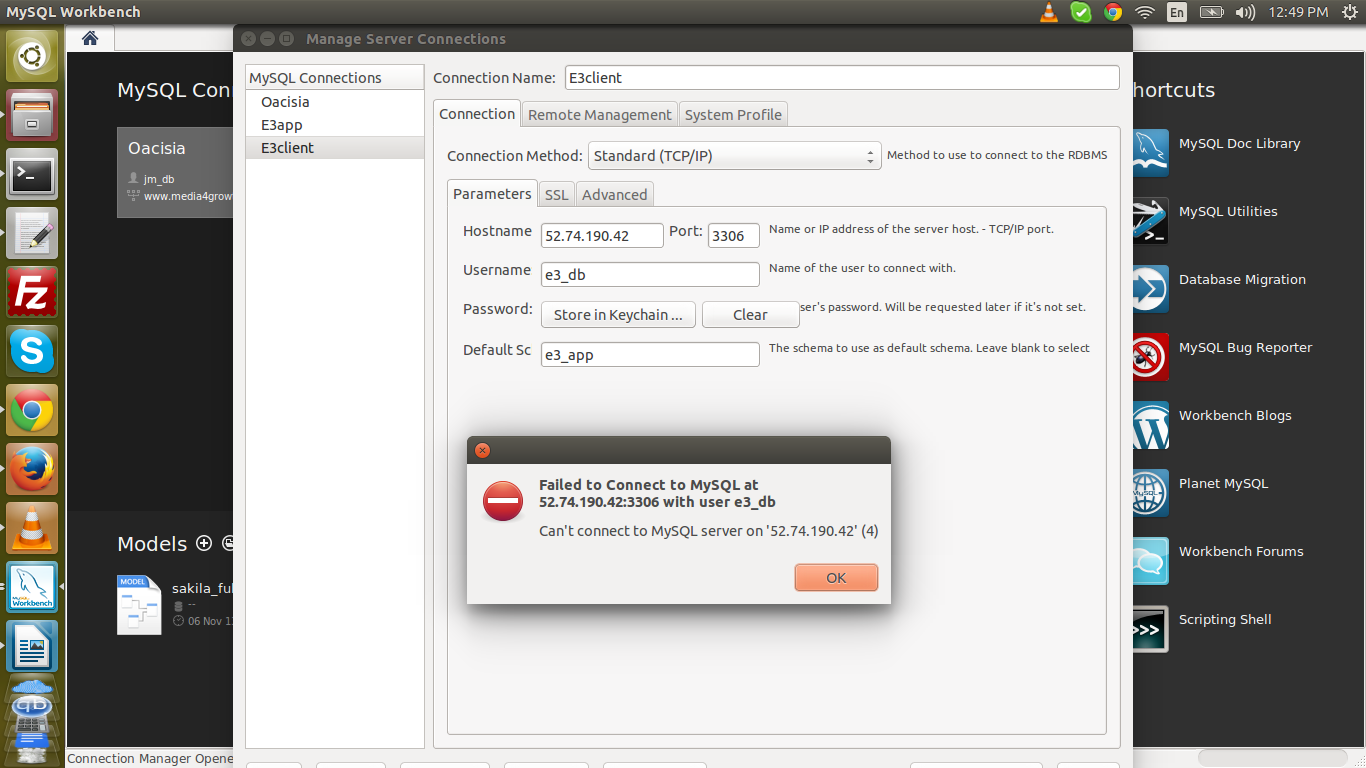 MySQL Workbench
En
12:49 PM
Manage Server Connections
MySQL Con
Oacisia
jm_db
www.media4grow
Models
MODEL
sakila_ful
--
06 Nov 13
Connection Manager Opene
MySQL Connections
Oacisia
E3app
E3client
Connection Name: E3client
Connection Remote Management System Profile
Connection Method: Standard (TCP/IP) Method to use to connect to the RDBMS
Parameters SSL Advanced
Hostname 52.74.190.42 Port: 3306 Name or IP address of the server host. - TCP/IP port.
Username e3_db Name of the user to connect with.
Password: Store in Keychain ... Clear ser's password. Will be requested later if it's not set.
Default Sc e3_app The schema to use as default schema. Leave blank to select
Failed to Connect to MySQL at
52.74.190.42:3306 with user e3_db
Can't connect to MySQL server on '52.74.190.42' (4)
OK
hortcuts
MySQL Doc Library
MySQL Utilities
Database Migration
MySQL Bug Reporter
Workbench Blogs
Planet MySQL
MySQL
Workbench Forums
Scripting Shell
>>>
Fz
S
MySQL
Workbench
qb